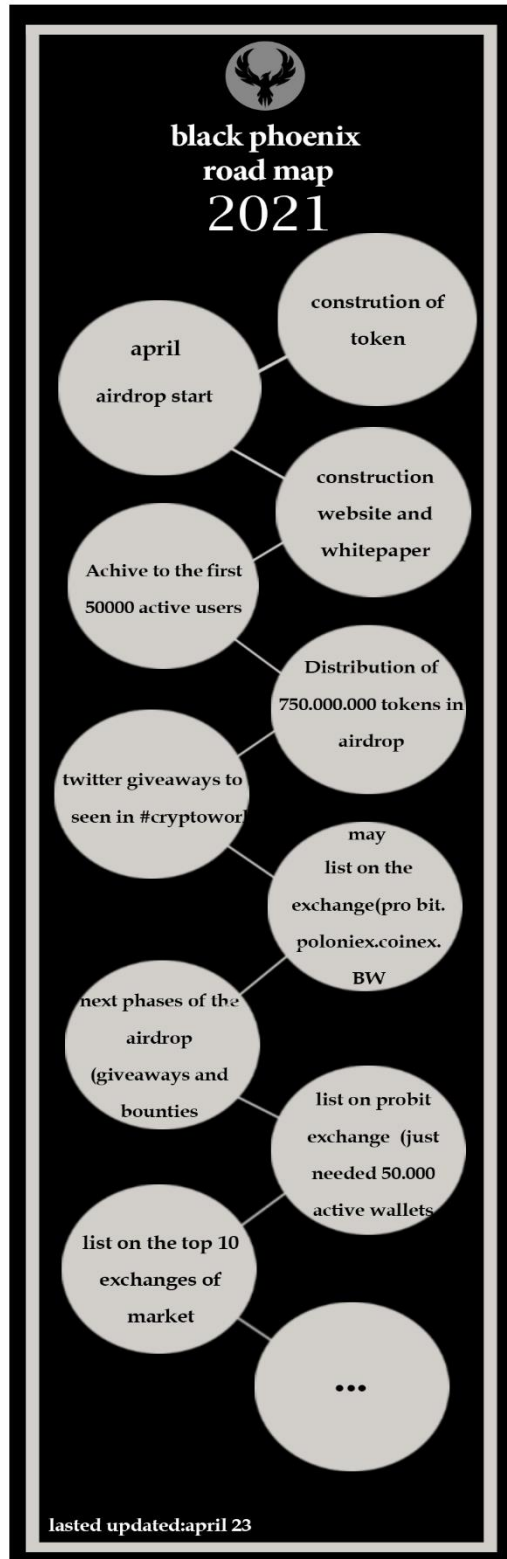 black phoenix
road map
2021
constrution of
token
april
airdrop start
construction
website and
whitepaper
Achive to the first
50000 active users
Distribution of
750.000.000 tokens in
airdrop
twitter giveaways to
seen in #cryptoworl
may
list on the
exchange(pro bit.
poloniex.coinex.
BW
next phases of the
airdrop
(giveaways and
bounties
list on probit
exchange (just
needed 50.000
active wallets
list on the top 10
exchanges of
market
...
lasted updated:april 23